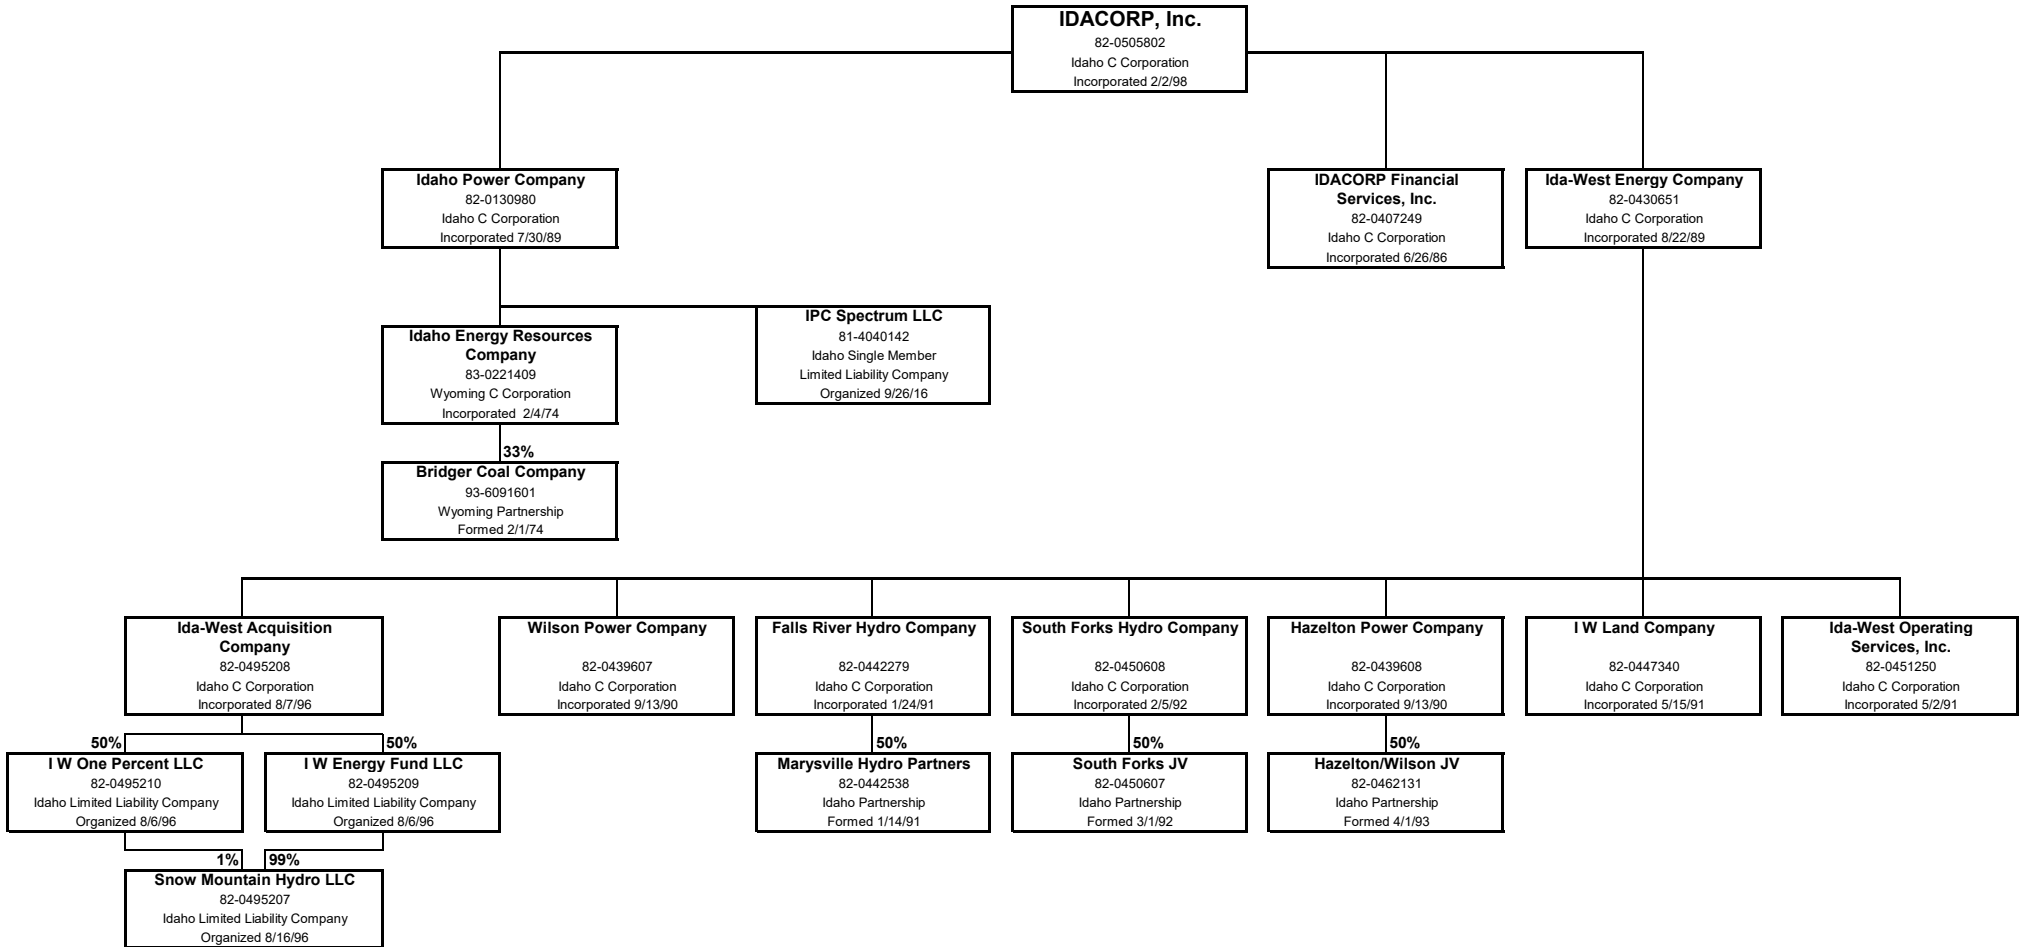 IDACORP, Inc.
82-0505802
Idaho C Corporation
Incorporated 2/2/98
Idaho Power Company
82-0130980
Idaho C Corporation
Incorporated 7/30/89
IDACORP Financial
Services, Inc.
82-0407249
Idaho C Corporation
Incorporated 6/26/86
Ida-West Energy Company
82-0430651
Idaho C Corporation
Incorporated 8/22/89
Idaho Energy Resources
Company
83-0221409
Wyoming C Corporation
Incorporated  2/4/74
IPC Spectrum LLC
81-4040142
Idaho Single Member
Limited Liability Company
Organized 9/26/16
33%
Bridger Coal Company
93-6091601
Wyoming Partnership
Formed 2/1/74
Ida-West Acquisition
Company
82-0495208
Idaho C Corporation
Incorporated 8/7/96
Wilson Power Company
82-0439607
Idaho C Corporation
Incorporated 9/13/90
Falls River Hydro Company
82-0442279
Idaho C Corporation
Incorporated 1/24/91
South Forks Hydro Company
82-0450608
Idaho C Corporation
Incorporated 2/5/92
Hazelton Power Company
82-0439608
Idaho C Corporation
Incorporated 9/13/90
I W Land Company
82-0447340
Idaho C Corporation
Incorporated 5/15/91
Ida-West Operating
Services, Inc.
82-0451250
Idaho C Corporation
Incorporated 5/2/91
50%
I W One Percent LLC
82-0495210
Idaho Limited Liability Company
Organized 8/6/96
50%
I W Energy Fund LLC
82-0495209
Idaho Limited Liability Company
Organized 8/6/96
50%
Marysville Hydro Partners
82-0442538
Idaho Partnership
Formed 1/14/91
50%
South Forks JV
82-0450607
Idaho Partnership
Formed 3/1/92
50%
Hazelton/Wilson JV
82-0462131
Idaho Partnership
Formed 4/1/93
1%
99%
Snow Mountain Hydro LLC
82-0495207
Idaho Limited Liability Company
Organized 8/16/96